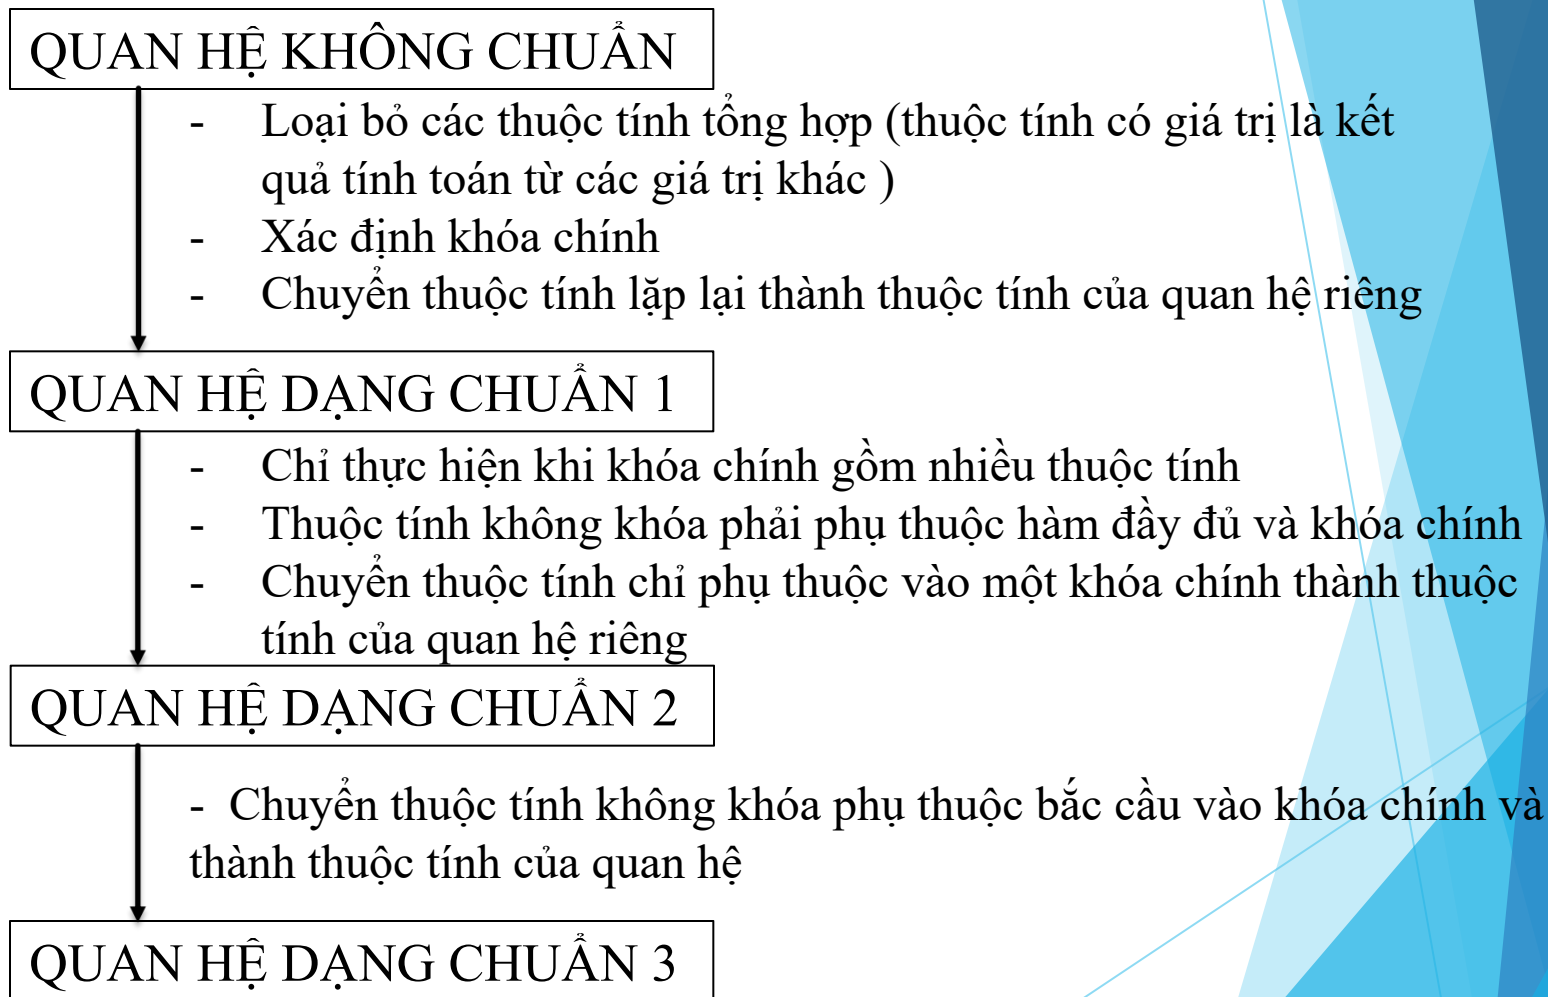 QUAN HỆ KHÔNG CHUẨN
- Loại bỏ các thuộc tính tổng hợp (thuộc tính có giá trị là kết
quả tính toán từ các giá trị khác )
- Xác định khóa chính
- Chuyển thuộc tính lặp lại thành thuộc tính của quan hệ riêng
QUAN HỆ DẠNG CHUẨN 1
- Chỉ thực hiện khi khóa chính gồm nhiều thuộc tính
- Thuộc tính không khóa phải phụ thuộc hàm đầy đủ và khóa chính
- Chuyển thuộc tính chỉ phụ thuộc vào một khóa chính thành thuộc
tính của quan hệ riêng
QUAN HỆ DẠNG CHUẨN 2
- Chuyển thuộc tính không khóa phụ thuộc bắc cầu vào khóa chính và
thành thuộc tính của quan hệ
QUAN HỆ DẠNG CHUẨN 3